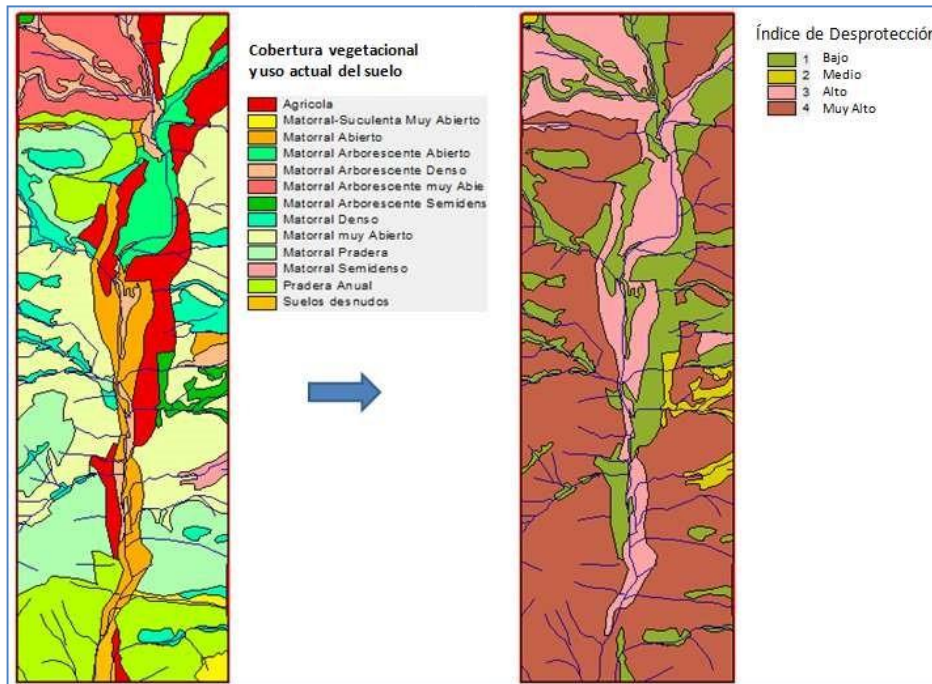 Cobertura vegetacional
y uso actual del suelo
Agricola
Matorral-Suculenta Muy Abierto
Matorral Abierto
Matorral Arborescente Abierto
Matorral Arborescente Denso
Matorral Arborescente muy Abie
Matorral Arborescente Semidens
Matorral Denso
Matorral muy Abierto
Matorral Pradera
Matorral Semidenso
Pradera Anual
Suelos desnudos
Índice de Desprotección
1 Bajo
2 Medio
3 Alto
4 Muy Alto